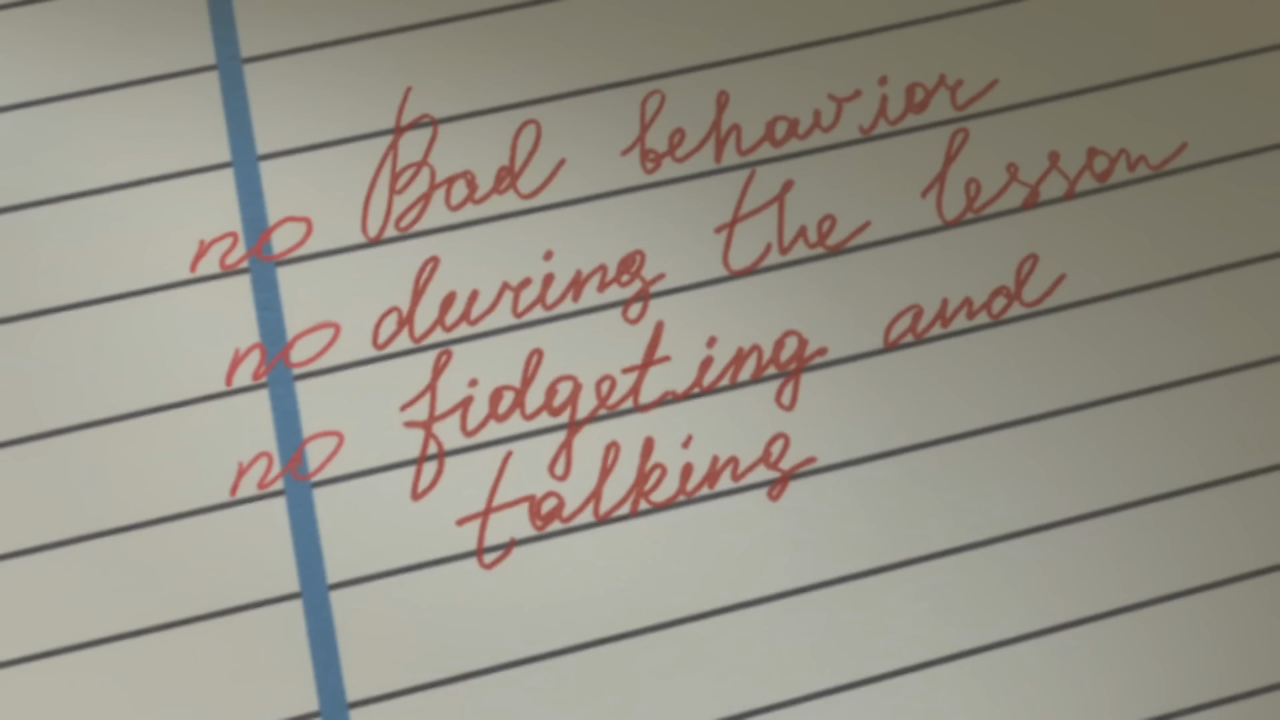 no Bad behavior
no during the lesson
no fidgeting and
talking